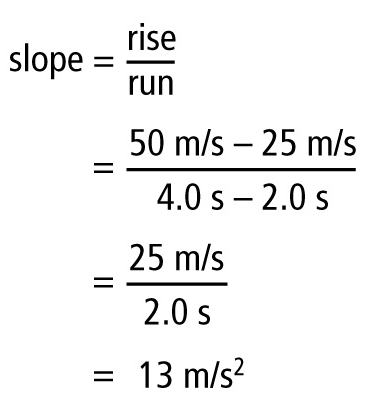 slope = rise / run
= 50 m/s – 25 m/s / 4.0 s – 2.0 s
= 25 m/s / 2.0 s
= 13 m/s²